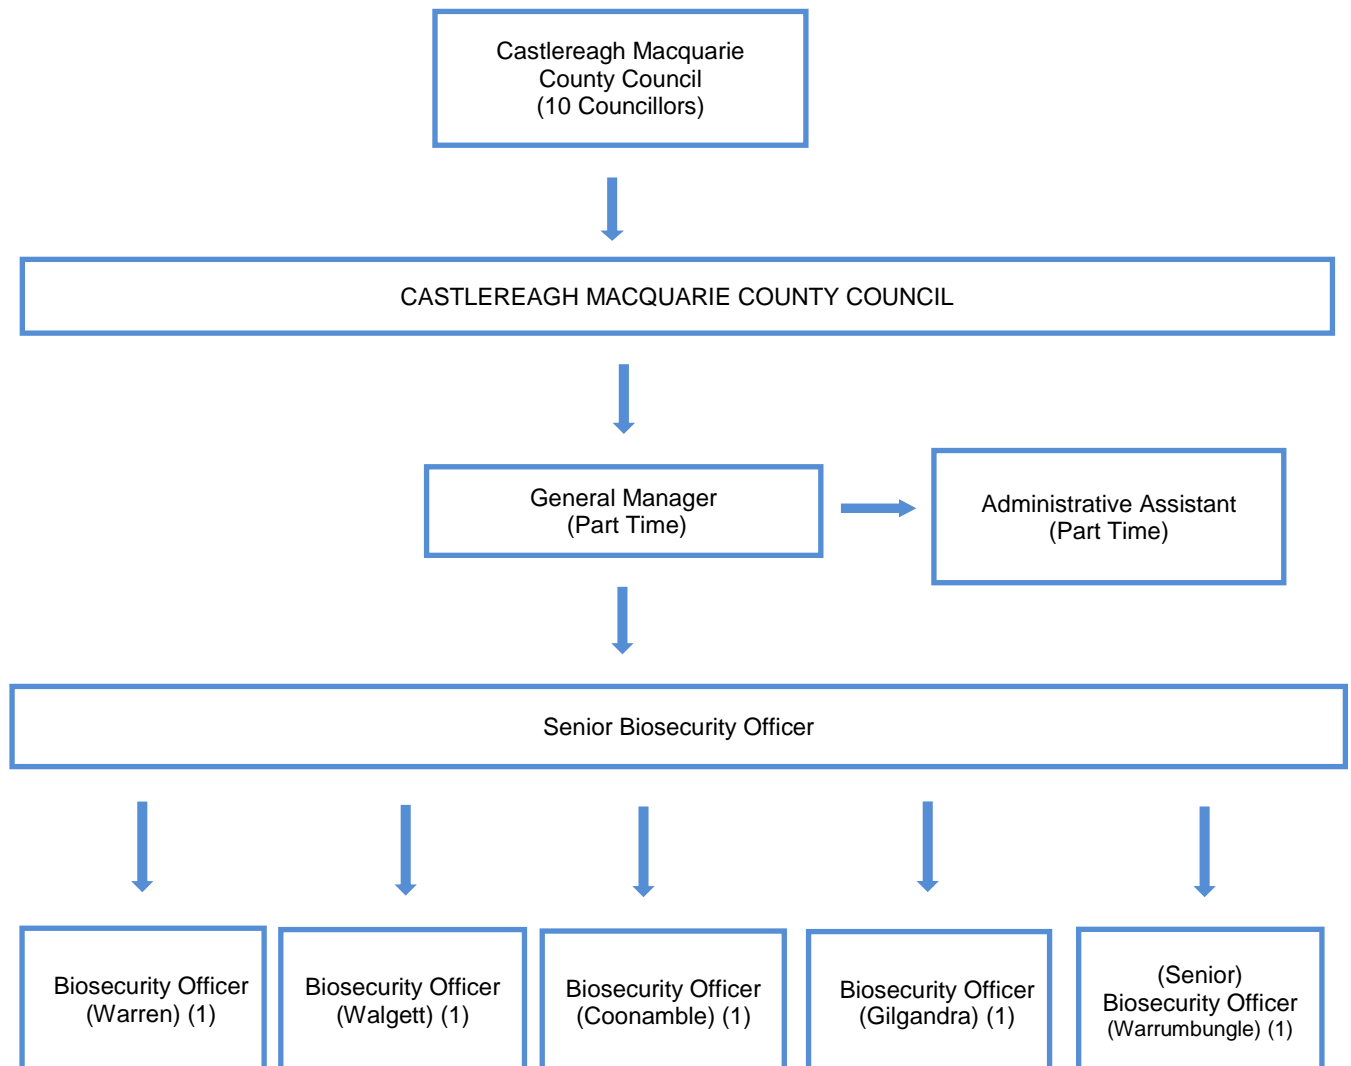 Castlereagh Macquarie
County Council
(10 Councillors)
CASTLEREAGH MACQUARIE COUNTY COUNCIL
General Manager
(Part Time)
Administrative Assistant
(Part Time)
Senior Biosecurity Officer
Biosecurity Officer
(Warren) (1)
Biosecurity Officer
(Walgett) (1)
Biosecurity Officer
(Coonamble) (1)
Biosecurity Officer
(Gilgandra) (1)
(Senior)
Biosecurity Officer
(Warrumbungle) (1)